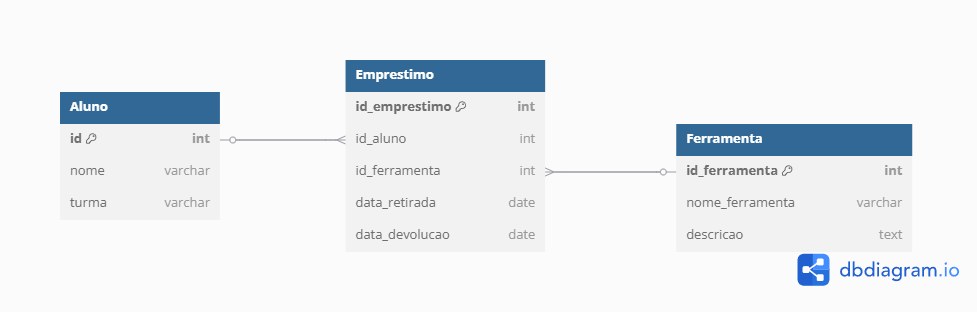 Aluno
id int
nome varchar
turma varchar
Emprestimo
id_emprestimo int
id_aluno int
id_ferramenta int
data_retirada date
data_devolucao date
Ferramenta
id_ferramenta int
nome_ferramenta varchar
descricao text
dbdiagram.io